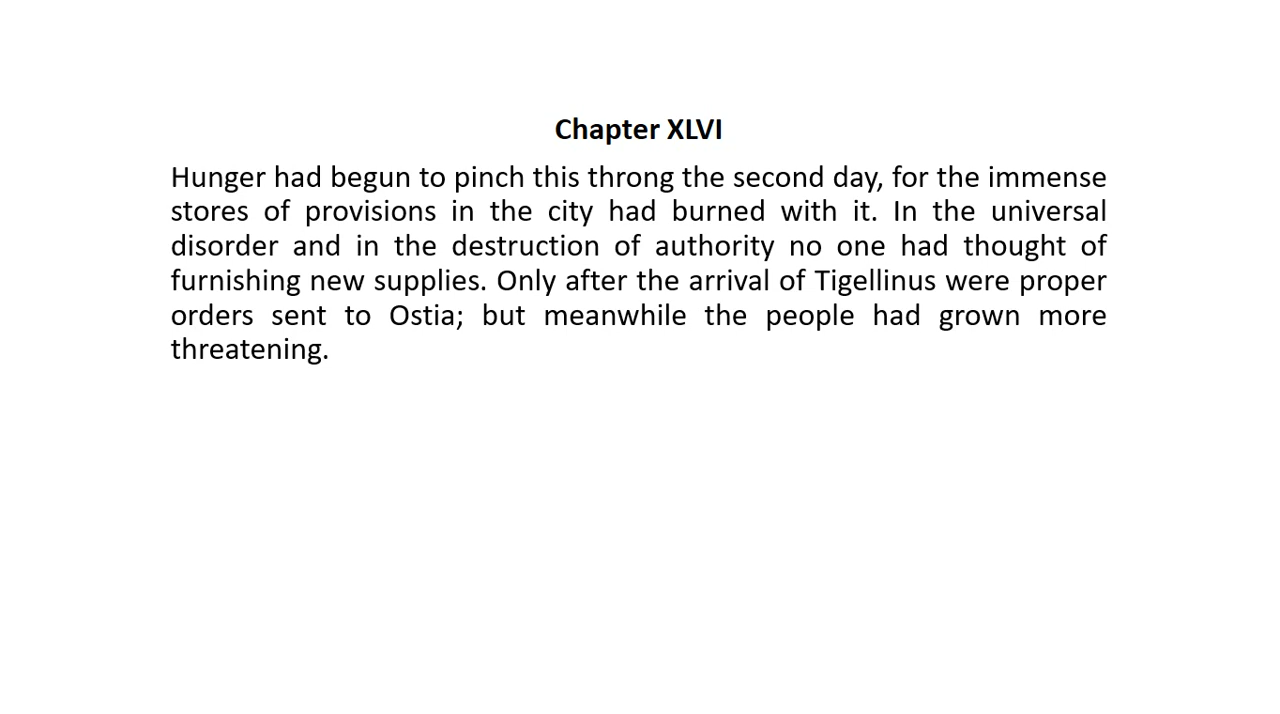 Chapter XLVI
Hunger had begun to pinch this throng the second day, for the immense
stores of provisions in the city had burned with it. In the universal
disorder and in the destruction of authority no one had thought of
furnishing new supplies. Only after the arrival of Tigellinus were proper
orders sent to Ostia; but meanwhile the people had grown more
threatening.